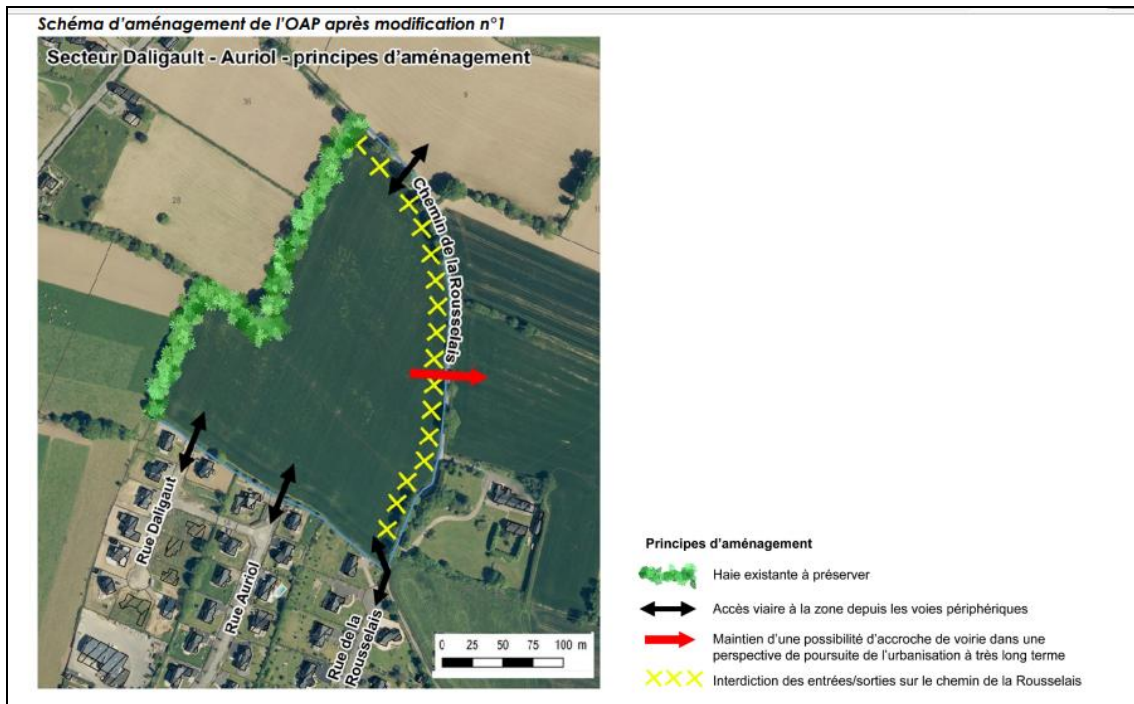 Schéma d'aménagement de l'OAP après modification n°1
Secteur Daligault - Auriol - principes d'aménagement
36
28
Chemin de la Rousselais
Rue Daligaut
Rue Auriol
Rue de la
Rousselais
0 25 50 75 100 m
Principes d'aménagement
Haie existante à préserver
Accès viaire à la zone depuis les voies périphériques
Maintien d'une possibilité d'accroche de voirie dans une
perspective de poursuite de l'urbanisation à très long terme
Interdiction des entrées/sorties sur le chemin de la Rousselais